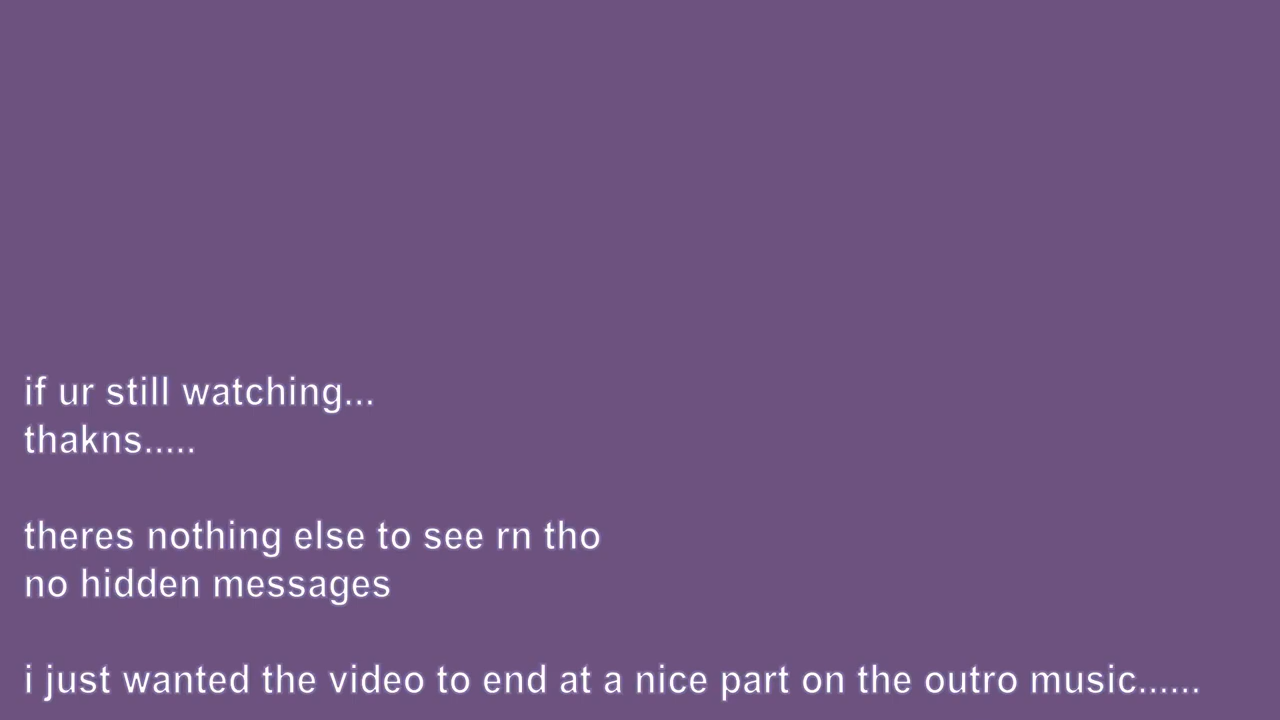 if ur still watching...
thakns.....
theres nothing else to see rn tho
no hidden messages
i just wanted the video to end at a nice part on the outro music......